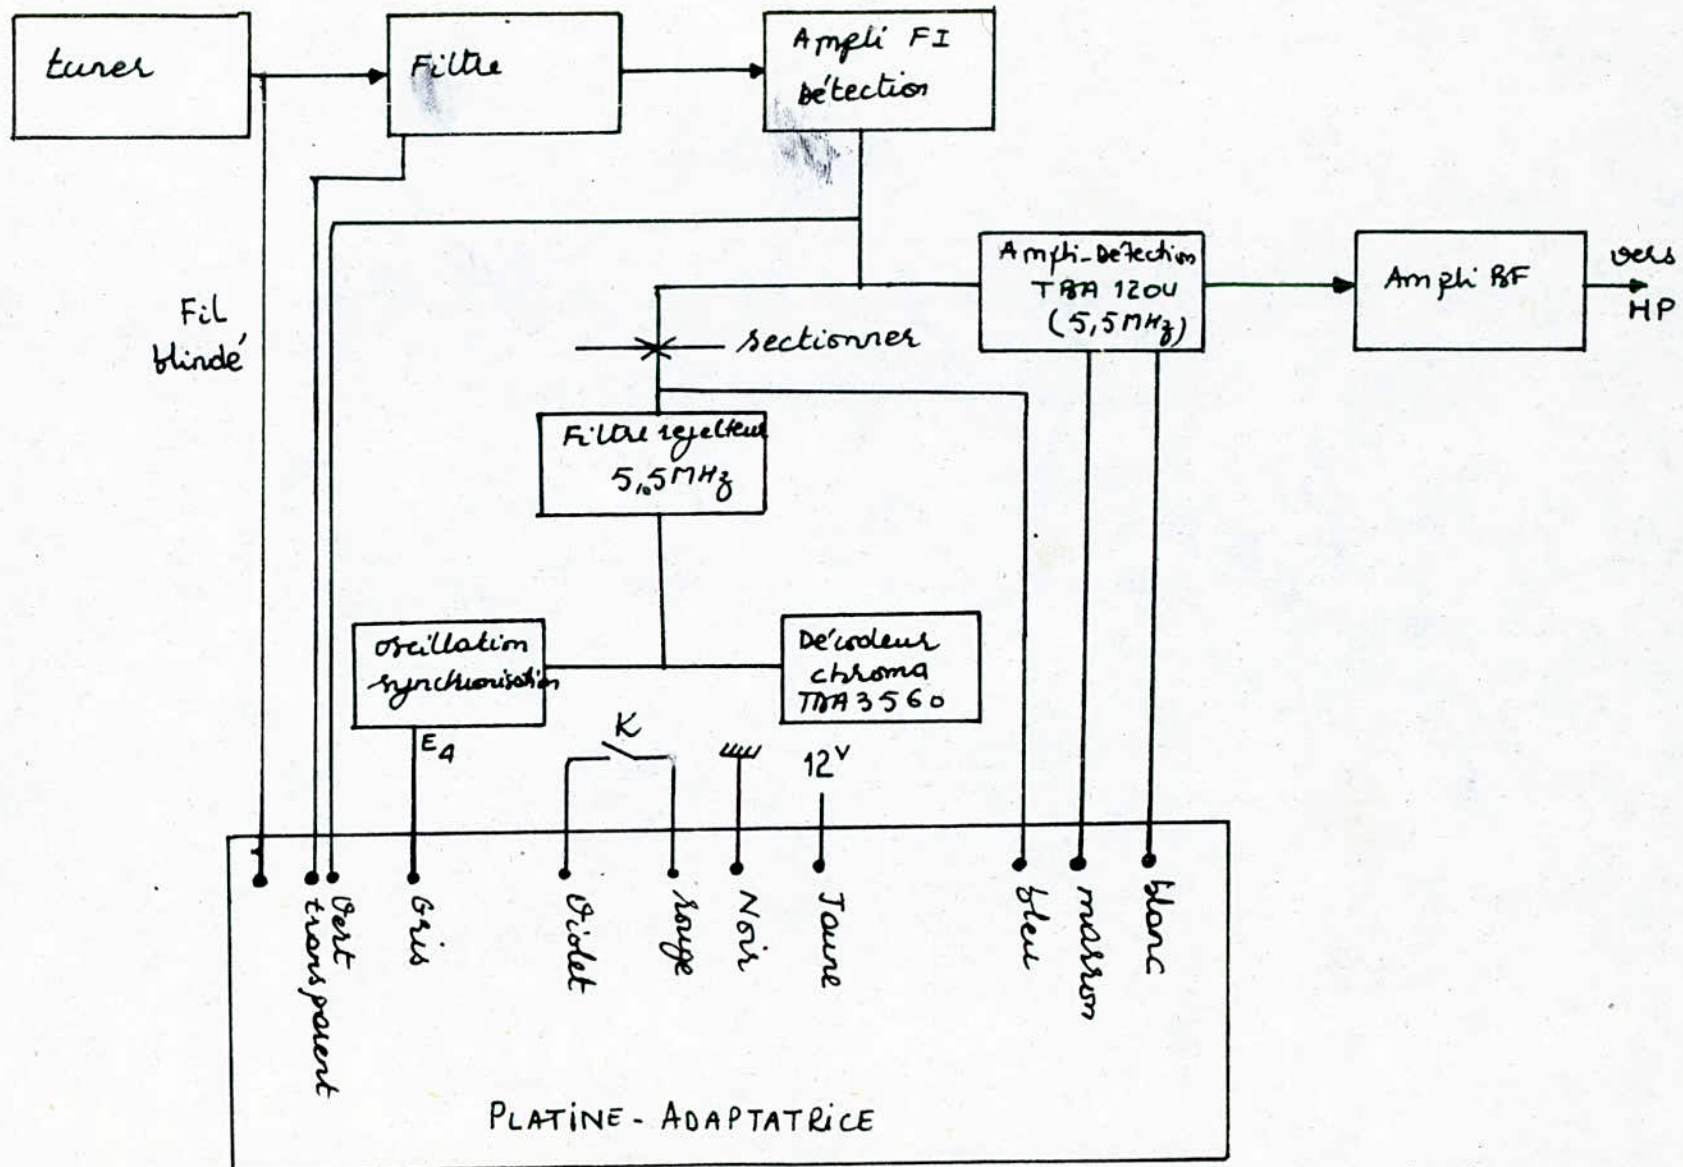 tuner
Filtre
Ampli FI
Détection
Fil
blindé
Ampli-Détection
TBA 120U
(5,5MHz)
Ampli BF
vers
HP
sectionner
Filtre rejecteur
5,5MHz
oscillation
synchronisation
Décodeur
chroma
TDA3560
E4
K
12V
transparent
Vert
Gris
Violet
rouge
Noir
Jaune
bleu
marron
blanc
PLATINE - ADAPTATRICE